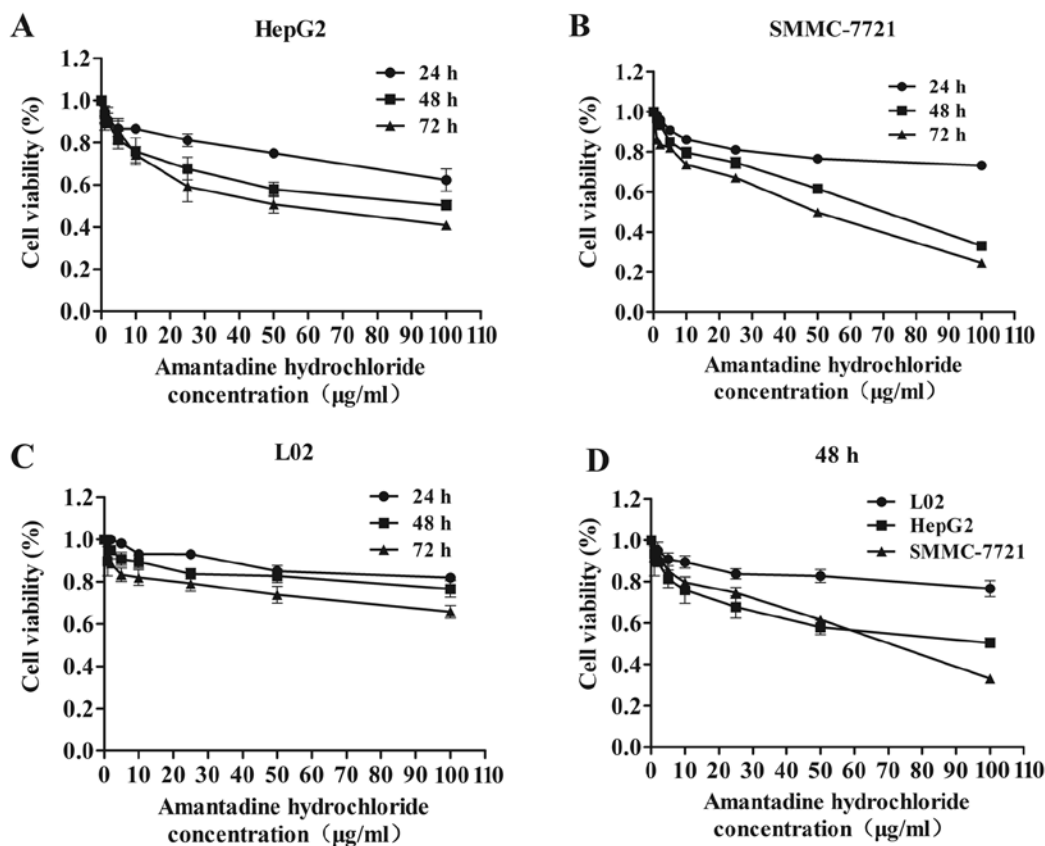 A
HepG2
1.2
1.0
0.8
0.6
0.4
0.2
0.0
Cell viability (%)
24 h
48 h
72 h
0 10 20 30 40 50 60 70 80 90 100 110
Amantadine hydrochloride
concentration（μg/ml）
B
SMMC-7721
1.2
1.0
0.8
0.6
0.4
0.2
0.0
Cell viability (%)
24 h
48 h
72 h
0 10 20 30 40 50 60 70 80 90 100 110
Amantadine hydrochloride
concentration（μg/ml）
C
L02
1.2
1.0
0.8
0.6
0.4
0.2
0.0
Cell viability (%)
24 h
48 h
72 h
0 10 20 30 40 50 60 70 80 90 100 110
Amantadine hydrochloride
concentration（μg/ml）
D
48 h
1.2
1.0
0.8
0.6
0.4
0.2
0.0
Cell viability (%)
L02
HepG2
SMMC-7721
0 10 20 30 40 50 60 70 80 90 100 110
Amantadine hydrochloride
concentration（μg/ml）